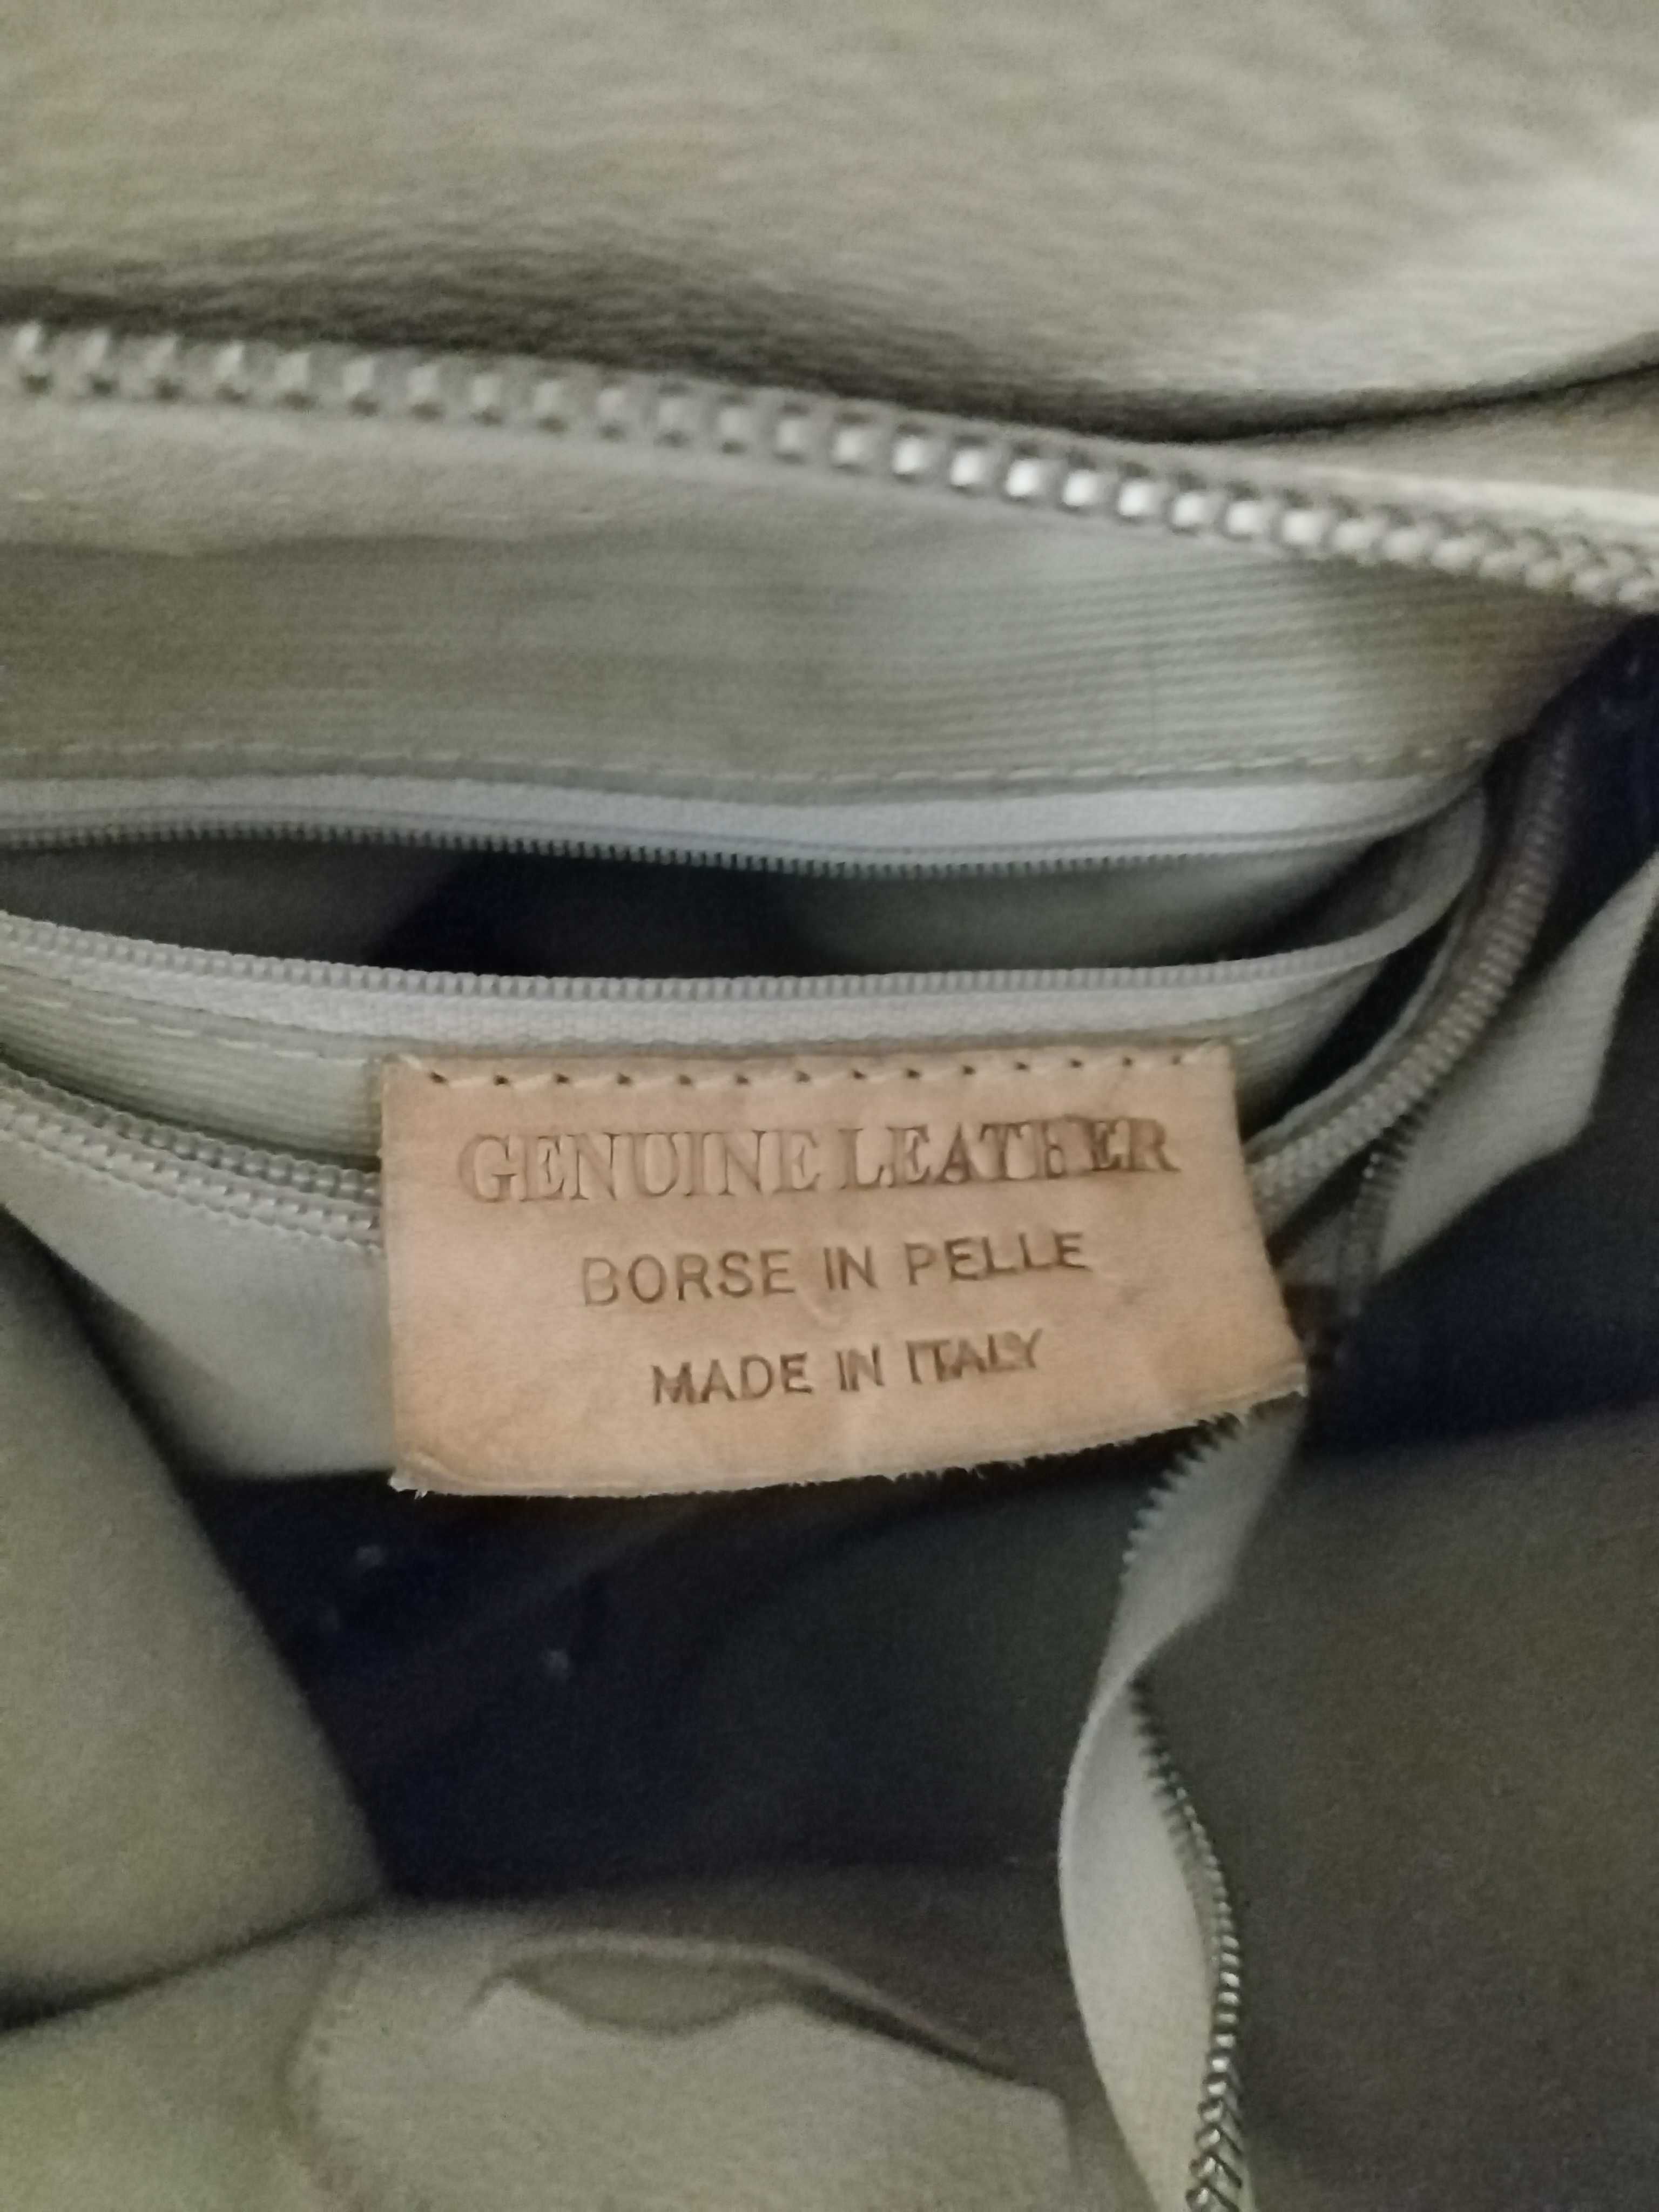 GENUINE LEATHER
BORSE IN PELLE
MADE IN ITALY